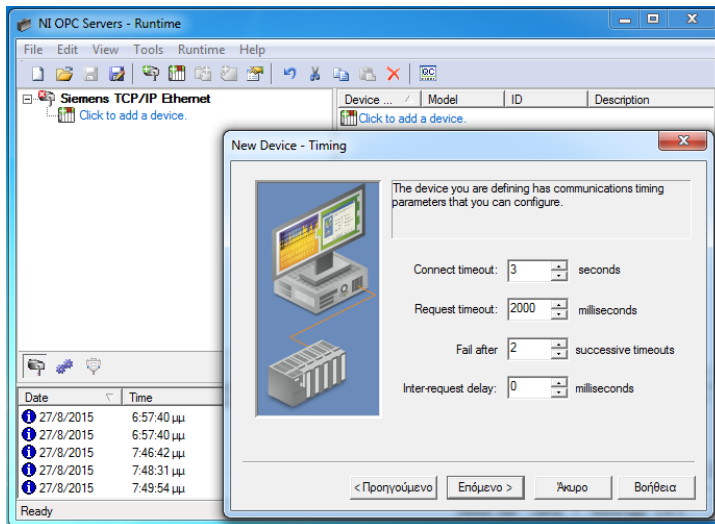 NI OPC Servers - Runtime
File Edit View Tools Runtime Help
Siemens TCP/IP Ethernet
Click to add a device.
Device ... Model ID Description
Click to add a device.
New Device - Timing
The device you are defining has communications timing
parameters that you can configure.
Connect timeout: 3 seconds
Request timeout: 2000 milliseconds
Fail after 2 successive timeouts
Inter-request delay: 0 milliseconds
< Προηγούμενο Επόμενο > Άκυρο Βοήθεια
Date Time
27/8/2015 6:57:40 μμ
27/8/2015 6:57:40 μμ
27/8/2015 7:46:42 μμ
27/8/2015 7:48:31 μμ
27/8/2015 7:49:54 μμ
Ready